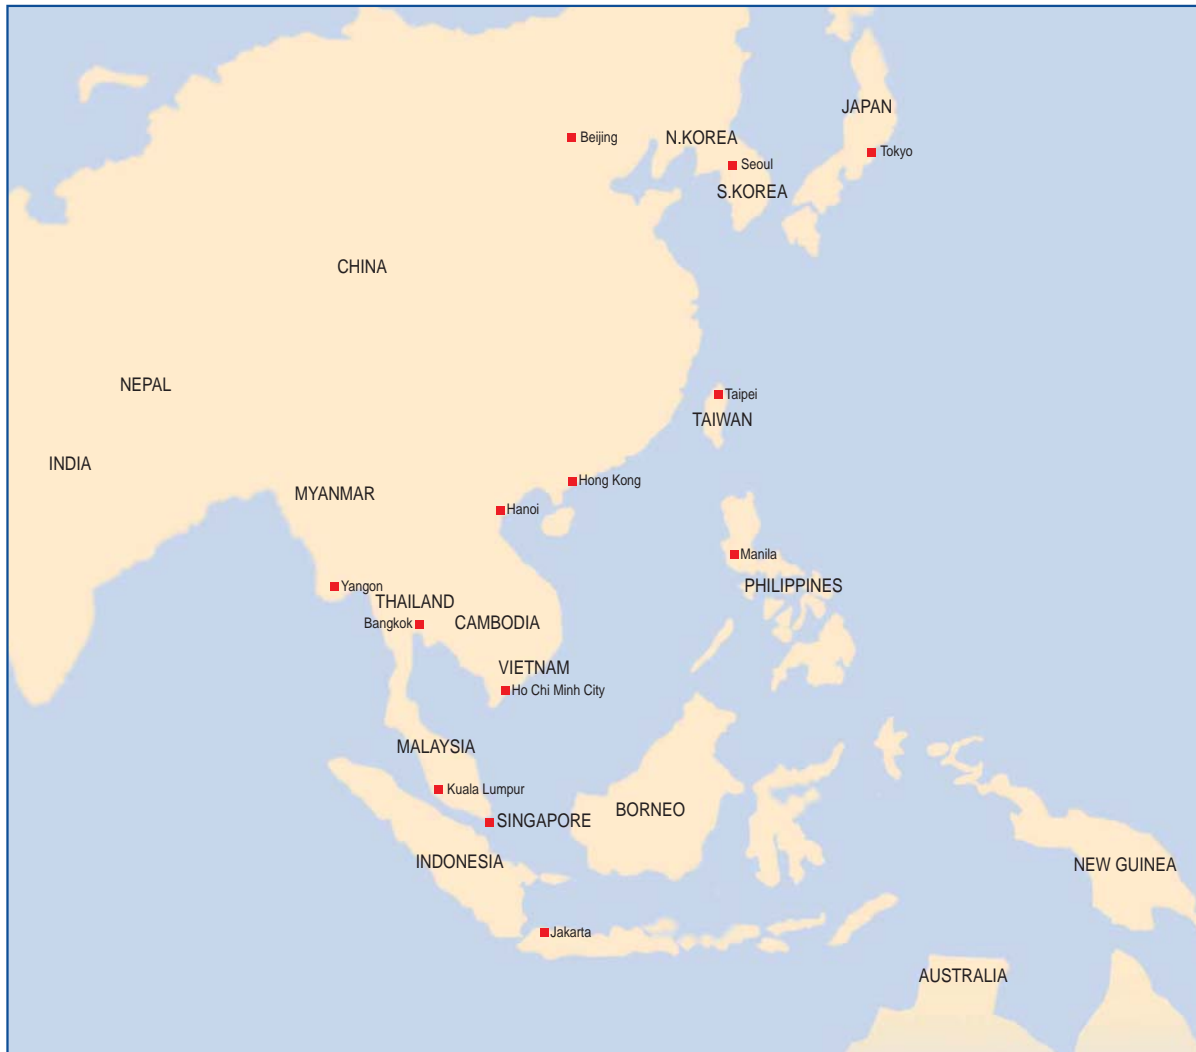 JAPAN
Beijing
N.KOREA
Tokyo
Seoul
S.KOREA
CHINA
NEPAL
Taipei
TAIWAN
INDIA
Hong Kong
MYANMAR
Hanoi
Manila
Yangon
PHILIPPINES
THAILAND
Bangkok
CAMBODIA
VIETNAM
Ho Chi Minh City
MALAYSIA
Kuala Lumpur
BORNEO
SINGAPORE
INDONESIA
NEW GUINEA
Jakarta
AUSTRALIA